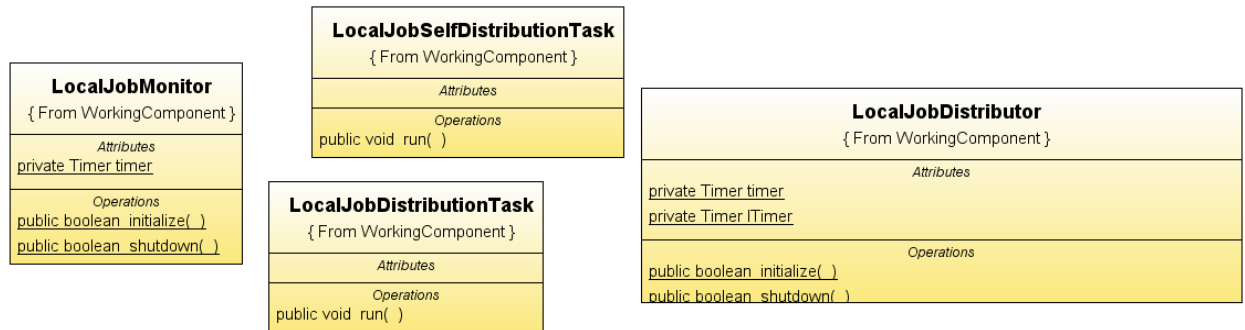 LocalJobMonitor
{ From WorkingComponent }
Attributes
private Timer timer
Operations
public boolean initialize( )
public boolean shutdown( )
LocalJobSelfDistributionTask
{ From WorkingComponent }
Attributes
Operations
public void run( )
LocalJobDistributionTask
{ From WorkingComponent }
Attributes
Operations
public void run( )
LocalJobDistributor
{ From WorkingComponent }
Attributes
private Timer timer
private Timer lTimer
Operations
public boolean initialize( )
public boolean shutdown( )